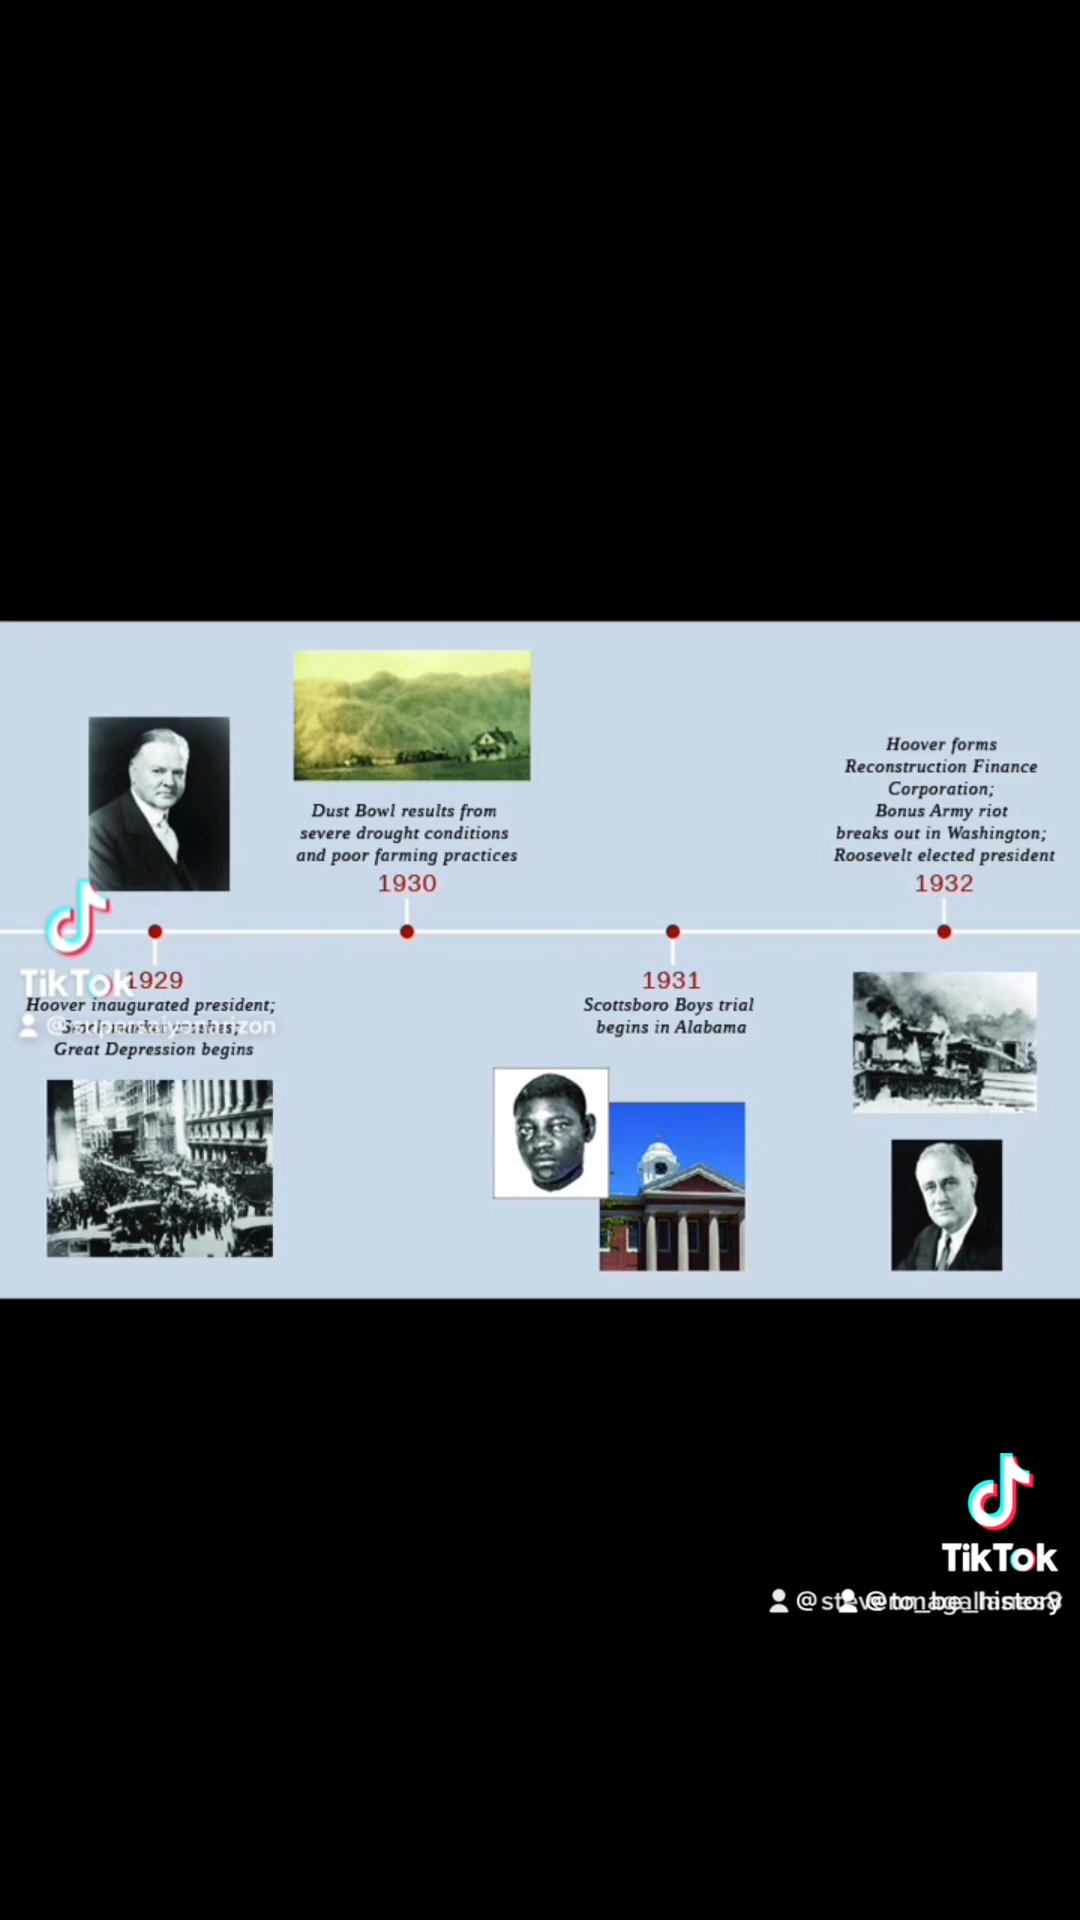 Hoover forms
Reconstruction Finance
Corporation;
Bonus Army riot
breaks out in Washington;
Roosevelt elected president
1932
Dust Bowl results from
severe drought conditions
and poor farming practices
1930
TikTok
1929
Hoover inaugurated president;
Great Depression begins
1931
Scottsboro Boys trial
begins in Alabama
TikTok